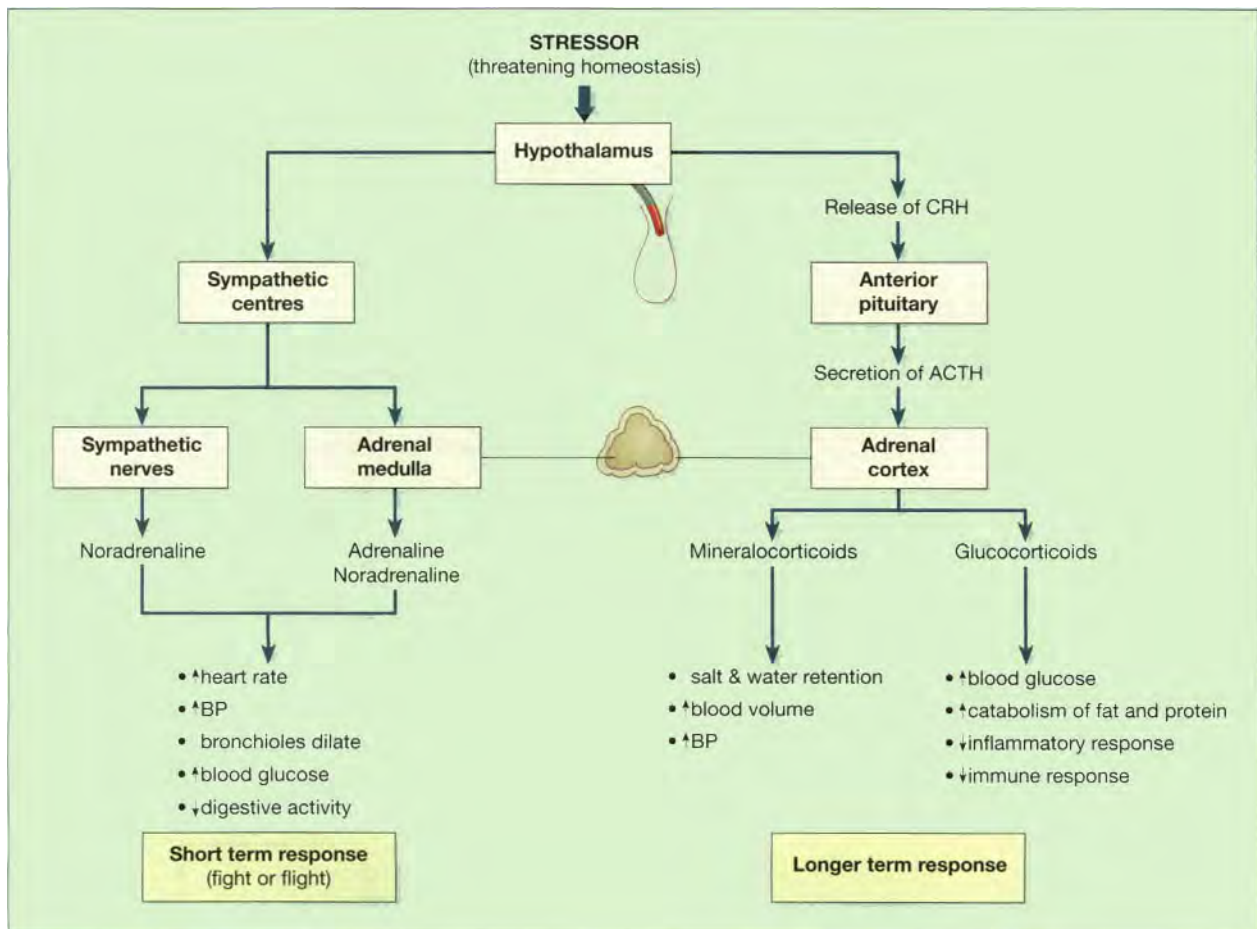 STRESSOR
(threatening homeostasis)
Hypothalamus
Release of CRH
Sympathetic
centres
Anterior
pituitary
Secretion of ACTH
Sympathetic
nerves
Adrenal
medulla
Adrenal
cortex
Noradrenaline
Adrenaline
Noradrenaline
Mineralocorticoids
Glucocorticoids
• ↑heart rate
• ↑BP
• bronchioles dilate
• ↑blood glucose
• ↓digestive activity
• salt & water retention
• ↑blood volume
• ↑BP
• ↑blood glucose
• ↑catabolism of fat and protein
• ↓inflammatory response
• ↓immune response
Short term response
(fight or flight)
Longer term response